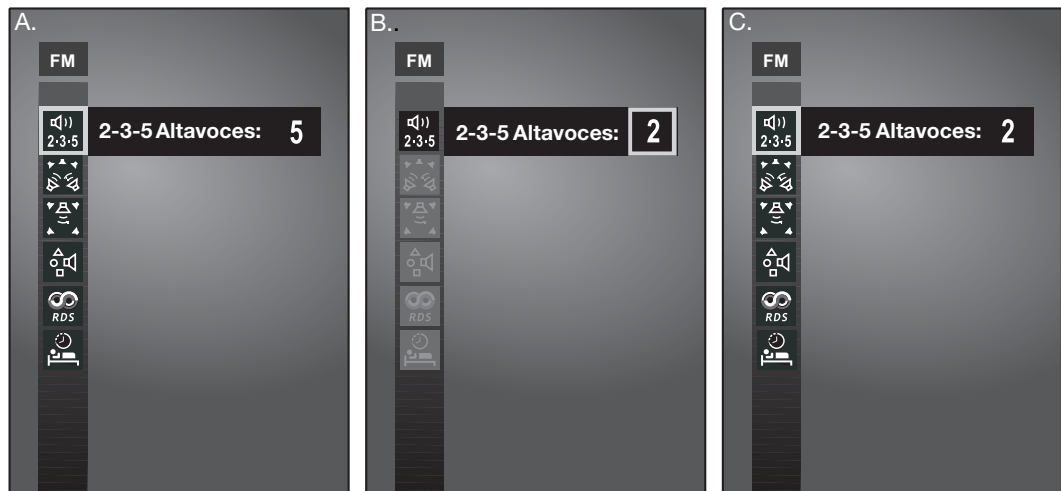 A.
FM
2-3-5 Altavoces: 5
2·3·5
RDS
B..
FM
2-3-5 Altavoces: 2
2·3·5
RDS
C.
FM
2-3-5 Altavoces: 2
2·3·5
RDS